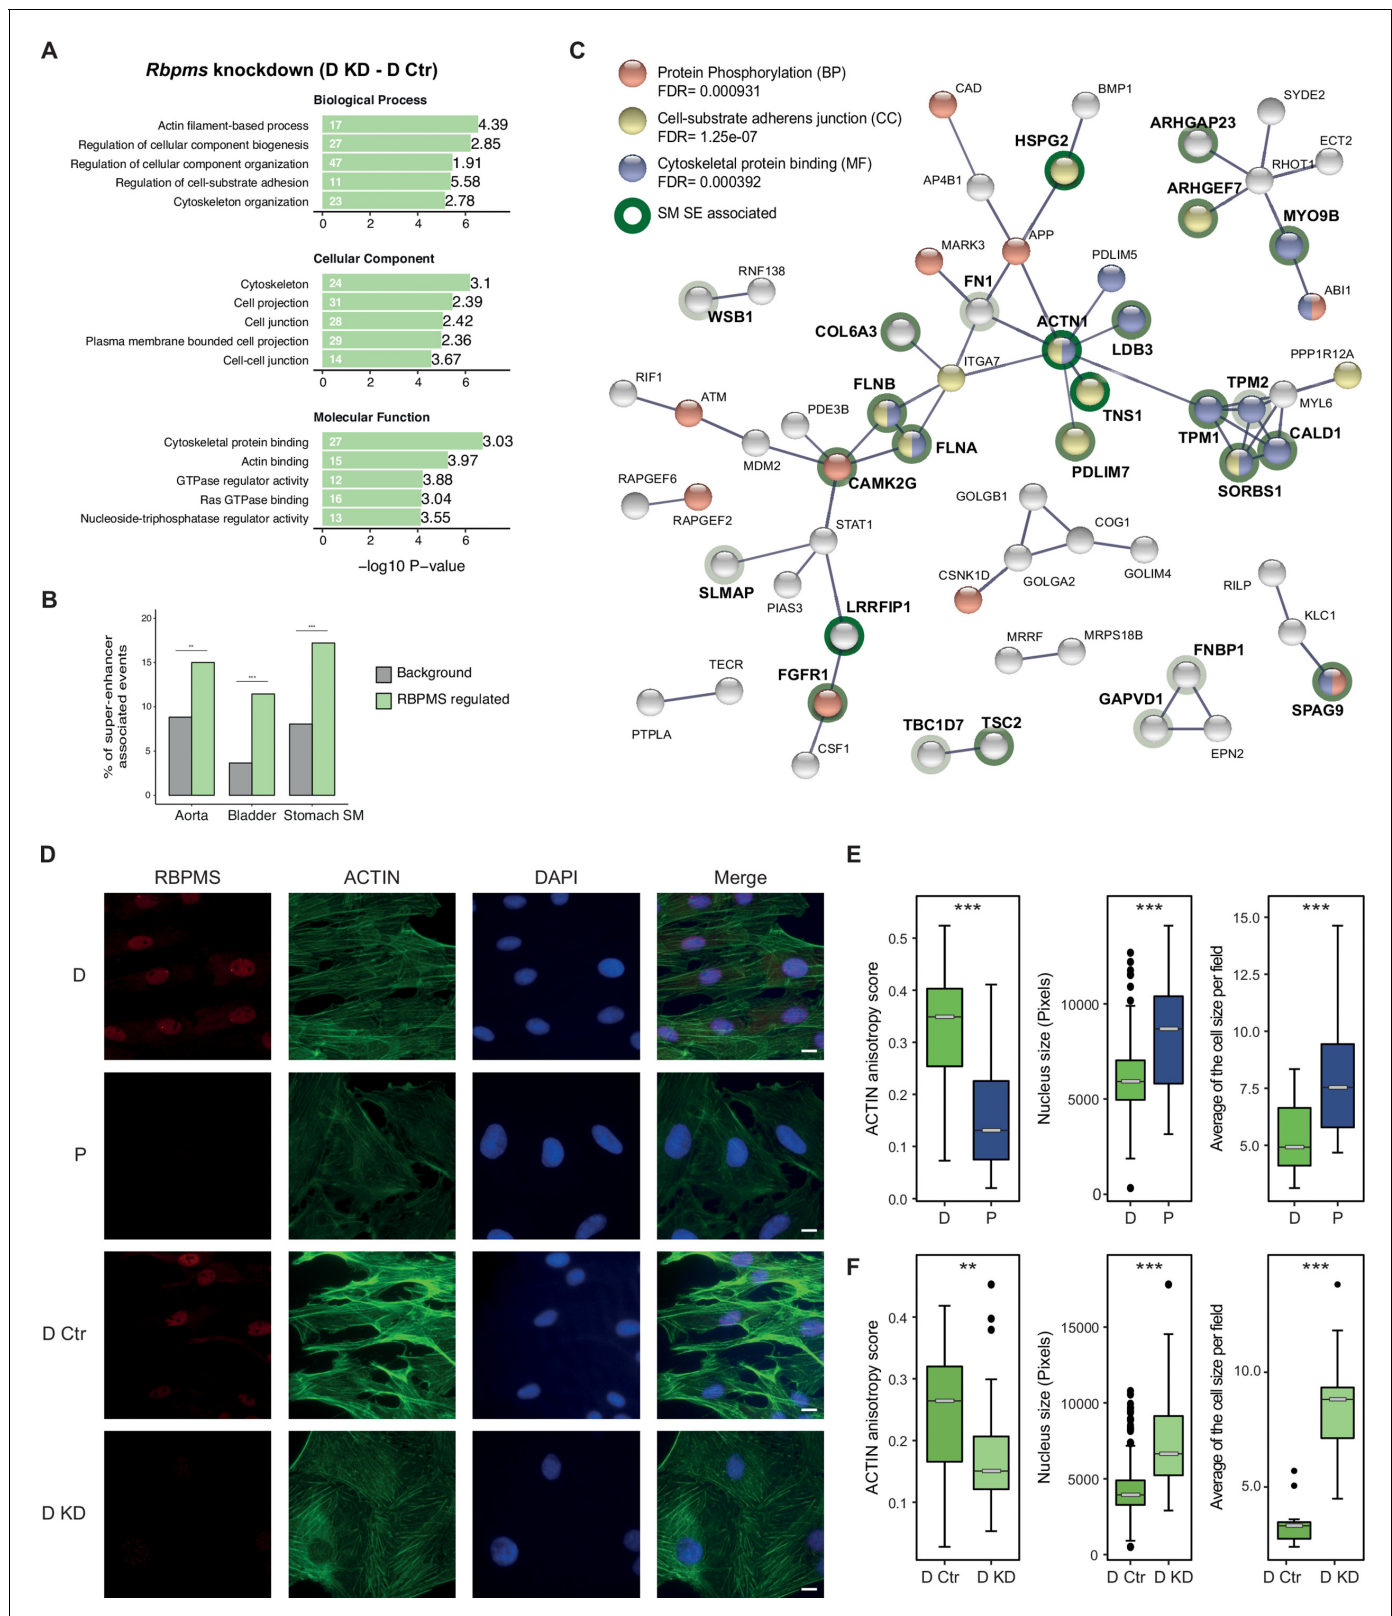 A
Rbpms knockdown (D KD - D Ctr)
Biological Process
Actin filament-based process 17 4.39
Regulation of cellular component biogenesis 27 2.85
Regulation of cellular component organization 47 1.91
Regulation of cell-substrate adhesion 11 5.58
Cytoskeleton organization 23 2.78
0 2 4 6
Cellular Component
Cytoskeleton 24 3.1
Cell projection 31 2.39
Cell junction 28 2.42
Plasma membrane bounded cell projection 29 2.36
Cell-cell junction 14 3.67
0 2 4 6
Molecular Function
Cytoskeletal protein binding 27 3.03
Actin binding 15 3.97
GTPase regulator activity 12 3.88
Ras GTPase binding 16 3.04
Nucleoside-triphosphatase regulator activity 13 3.55
0 2 4 6
−log10 P−value
B
% of super-enhancer
associated events
20
15
10
5
0
**
***
***
Aorta Bladder Stomach SM
Background
RBPMS regulated
C
Protein Phosphorylation (BP)
FDR= 0.000931
Cell-substrate adherens junction (CC)
FDR= 1.25e-07
Cytoskeletal protein binding (MF)
FDR= 0.000392
SM SE associated
CAD
BMP1
SYDE2
ARHGAP23
HSPG2
ECT2
RHOT1
AP4B1
ARHGEF7
MYO9B
APP
MARK3
PDLIM5
RNF138
FN1
ABI1
WSB1
COL6A3
ACTN1
LDB3
PPP1R12A
ITGA7
RIF1
ATM
FLNB
TPM2
MYL6
PDE3B
TNS1
TPM1
CALD1
FLNA
MDM2
PDLIM7
CAMK2G
SORBS1
RAPGEF6
RAPGEF2
GOLGB1
STAT1
COG1
CSNK1D
GOLGA2
GOLIM4
RILP
SLMAP
PIAS3
LRRFIP1
KLC1
MRRF
MRPS18B
FNBP1
TECR
FGFR1
GAPVD1
SPAG9
PTPLA
TBC1D7
TSC2
CSF1
EPN2
D
RBPMS ACTIN DAPI Merge
D
P
D Ctr
D KD
E
ACTIN anisotropy score
0.5
0.4
0.3
0.2
0.1
0.0
***
D P
Nucleus size (Pixels)
10000
5000
0
***
D P
Average of the cell size per field
15.0
12.5
10.0
7.5
5.0
***
D P
F
ACTIN anisotropy score
0.4
0.3
0.2
0.1
**
D Ctr D KD
Nucleus size (Pixels)
15000
10000
5000
0
***
D Ctr D KD
Average of the cell size per field
10.0
5.0
***
D Ctr D KD